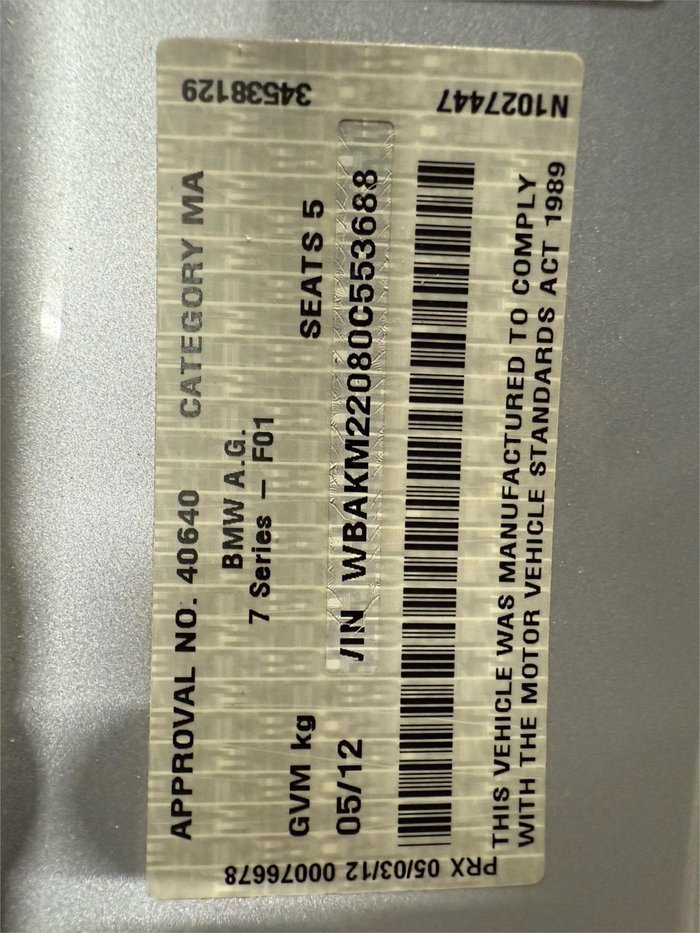 APPROVAL NO. 40640 CATEGORY MA
BMW A.G.
7 Series – F01
GVM kg SEATS 5
05/12 VIN WBAKM22080C553688
THIS VEHICLE WAS MANUFACTURED TO COMPLY
WITH THE MOTOR VEHICLE STANDARDS ACT 1989
34538129
N1027447
PRX 05/03/12 00076678